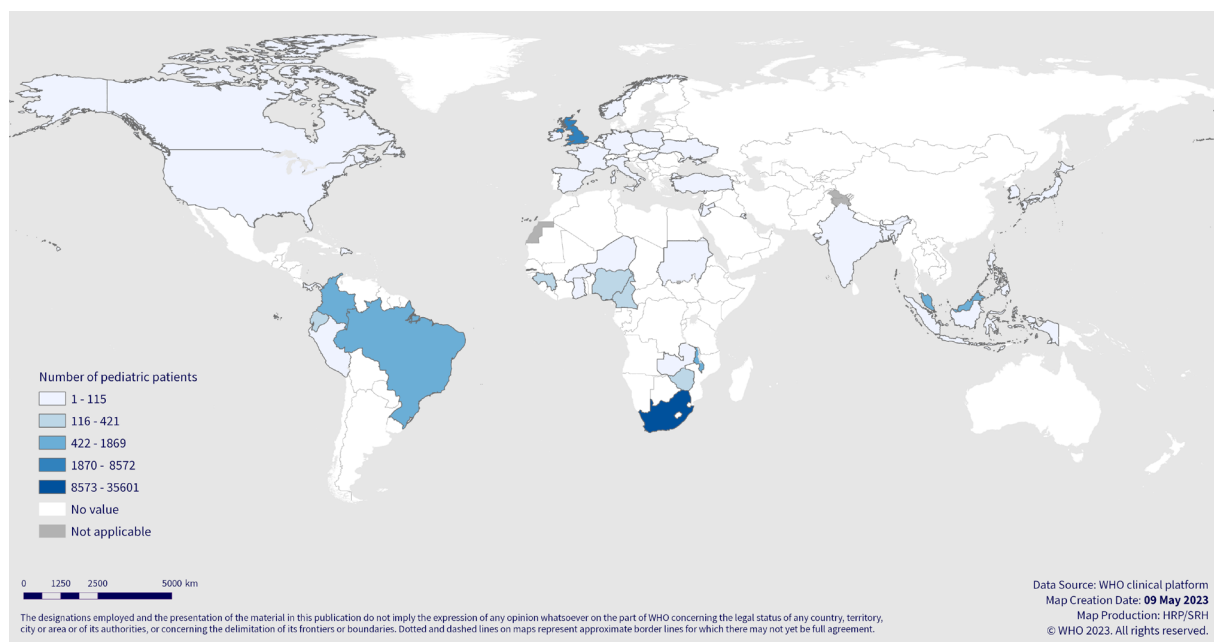 Number of pediatric patients
1 - 115
116 - 421
422 - 1869
1870 - 8572
8573 - 35601
No value
Not applicable
0 1250 2500 5000 km
Data Source: WHO clinical platform
Map Creation Date: 09 May 2023
Map Production: HRP/SRH
© WHO 2023. All rights reserved.
The designations employed and the presentation of the material in this publication do not imply the expression of any opinion whatsoever on the part of WHO concerning the legal status of any country, territory,
city or area or of its authorities, or concerning the delimitation of its frontiers or boundaries. Dotted and dashed lines on maps represent approximate border lines for which there may not yet be full agreement.